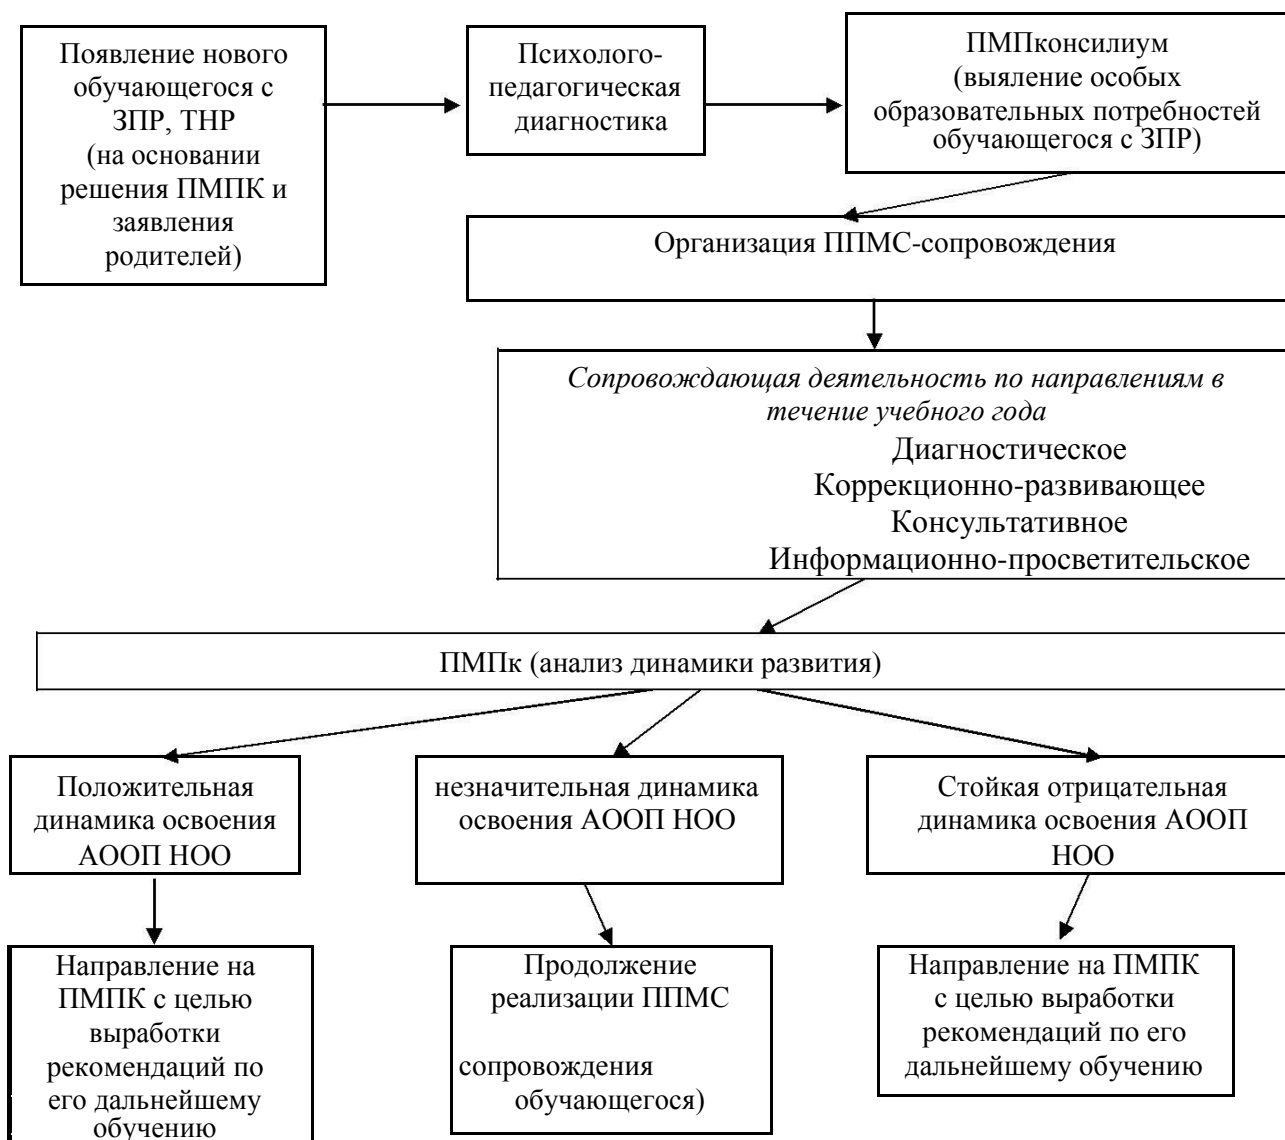 Появление нового
обучающегося с
ЗПР, ТНР
(на основании
решения ПМПК и
заявления
родителей)
Психолого-
педагогическая
диагностика
ПМПконсилиум
(выяление особых
образовательных потребностей
обучающегося с ЗПР)
Организация ППМС-сопровождения
Сопровождающая деятельность по направлениям в
течение учебного года
Диагностическое
Коррекционно-развивающее
Консультативное
Информационно-просветительское
ПМПк (анализ динамики развития)
Положительная
динамика освоения
АООП НОО
незначительная динамика
освоения АООП НОО
Стойкая отрицательная
динамика освоения АООП
НОО
Направление на
ПМПК с целью
выработки
рекомендаций по
его дальнейшему
обучению
Продолжение
реализации ППМС
сопровождения
обучающегося)
Направление на ПМПК
с целью выработки
рекомендаций по его
дальнейшему обучению